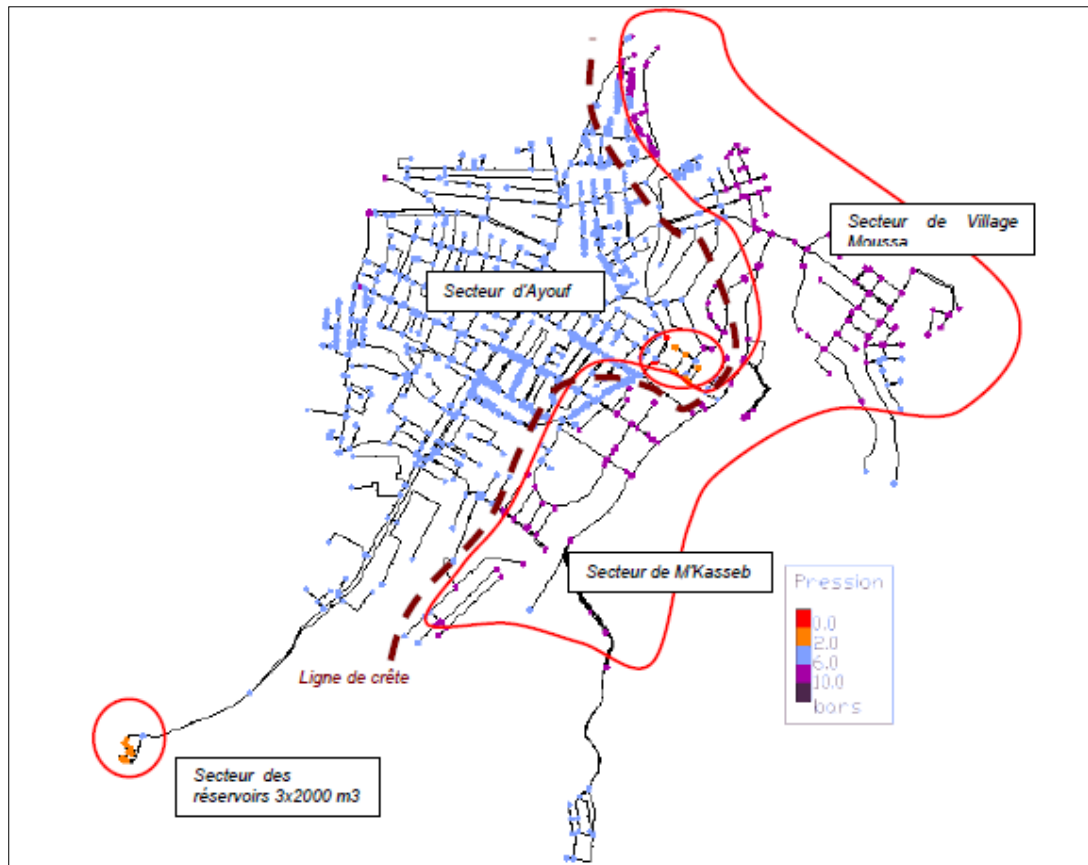 Secteur de Village
Moussa
Secteur d'Ayouf
Secteur de M'Kasseb
Pression
0.0
2.0
6.0
10.0
bars
Ligne de crête
Secteur des
réservoirs 3x2000 m3